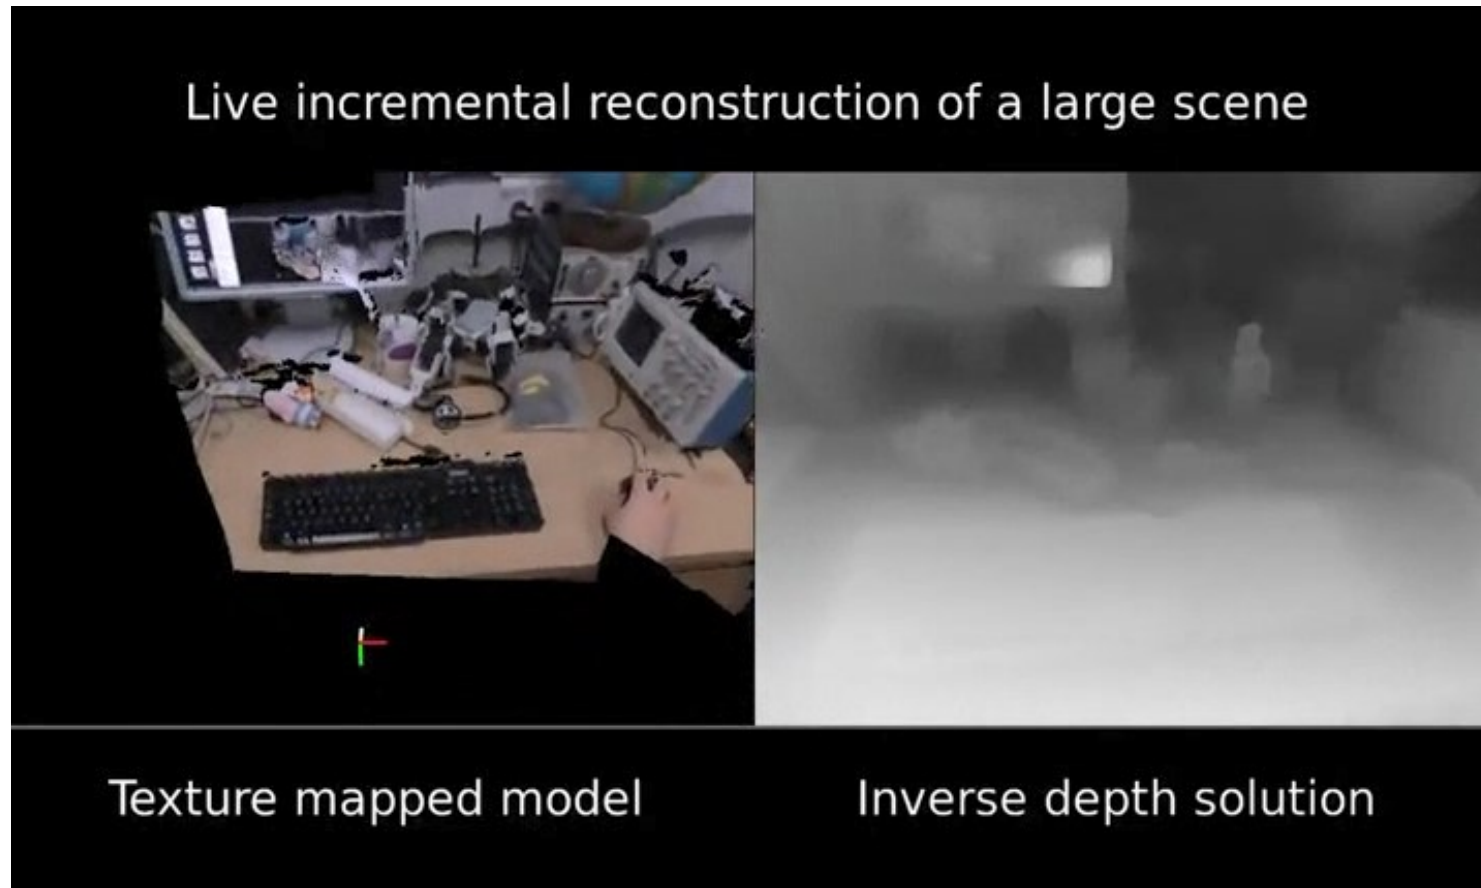 Live incremental reconstruction of a large scene
Texture mapped model
Inverse depth solution